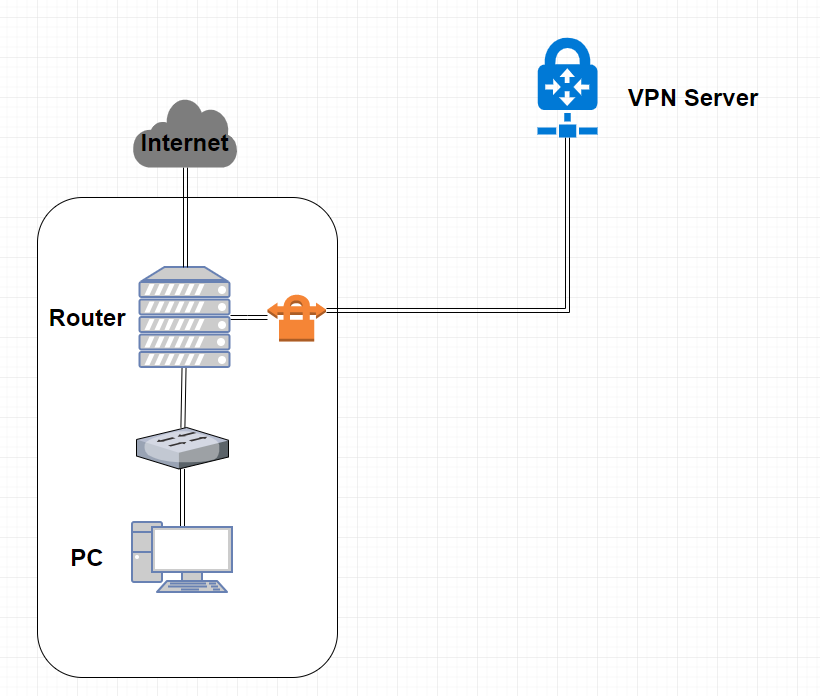 VPN Server
Internet
Router
PC